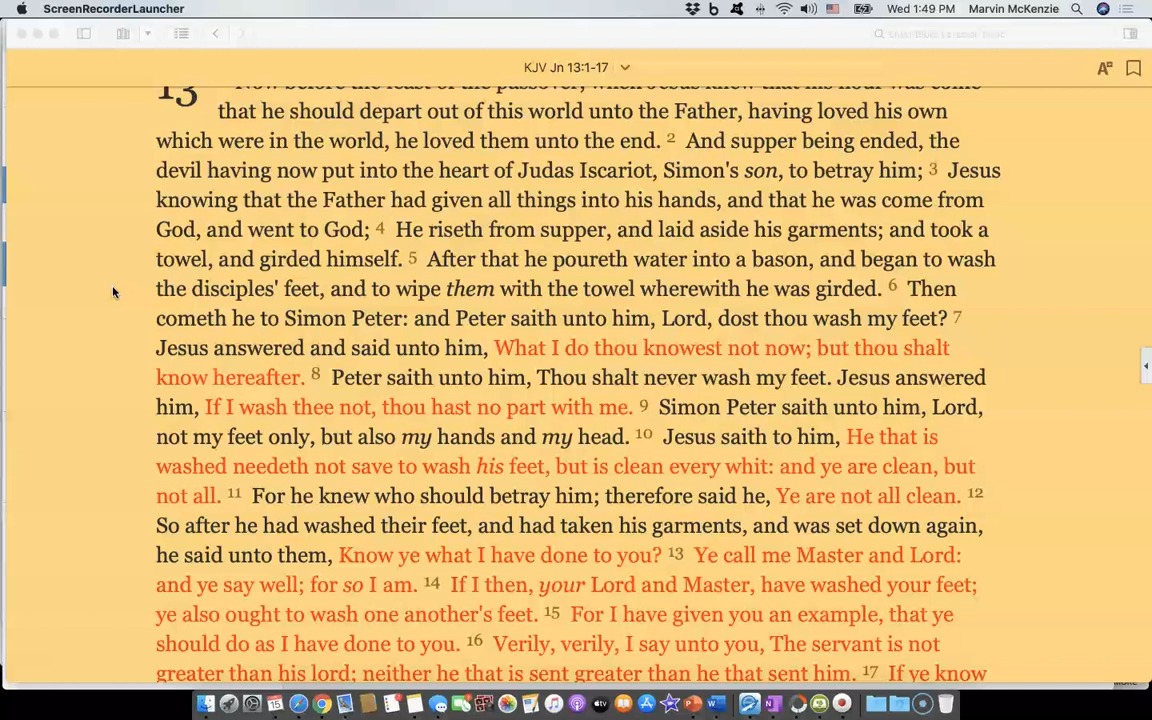 ScreenRecorderLauncher
Wed 1:49 PM Marvin McKenzie
KJV Jn 13:1-17
13 Now before the feast of the passover, when Jesus knew that his hour was come
that he should depart out of this world unto the Father, having loved his own
which were in the world, he loved them unto the end. 2 And supper being ended, the
devil having now put into the heart of Judas Iscariot, Simon's son, to betray him; 3 Jesus
knowing that the Father had given all things into his hands, and that he was come from
God, and went to God; 4 He riseth from supper, and laid aside his garments; and took a
towel, and girded himself. 5 After that he poureth water into a bason, and began to wash
the disciples' feet, and to wipe them with the towel wherewith he was girded. 6 Then
cometh he to Simon Peter: and Peter saith unto him, Lord, dost thou wash my feet? 7
Jesus answered and said unto him, What I do thou knowest not now; but thou shalt
know hereafter. 8 Peter saith unto him, Thou shalt never wash my feet. Jesus answered
him, If I wash thee not, thou hast no part with me. 9 Simon Peter saith unto him, Lord,
not my feet only, but also my hands and my head. 10 Jesus saith to him, He that is
washed needeth not save to wash his feet, but is clean every whit: and ye are clean, but
not all. 11 For he knew who should betray him; therefore said he, Ye are not all clean. 12
So after he had washed their feet, and had taken his garments, and was set down again,
he said unto them, Know ye what I have done to you? 13 Ye call me Master and Lord:
and ye say well; for so I am. 14 If I then, your Lord and Master, have washed your feet;
ye also ought to wash one another's feet. 15 For I have given you an example, that ye
should do as I have done to you. 16 Verily, verily, I say unto you, The servant is not
greater than his lord; neither he that is sent greater than he that sent him. 17 If ye know
15